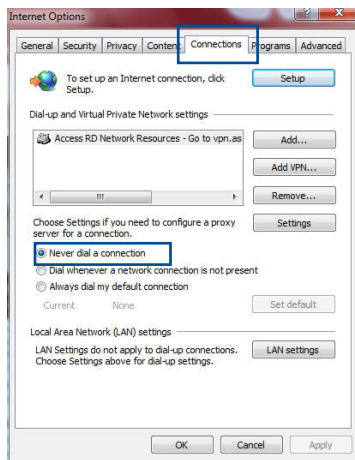 Internet Options
General Security Privacy Content Connections Programs Advanced
To set up an Internet connection, click
Setup.
Setup
Dial-up and Virtual Private Network settings
Access RD Network Resources - Go to vpn.as
Add...
Add VPN...
Remove...
Choose Settings if you need to configure a proxy
server for a connection.
Settings
Never dial a connection
Dial whenever a network connection is not present
Always dial my default connection
Current None
Set default
Local Area Network (LAN) settings
LAN Settings do not apply to dial-up connections.
Choose Settings above for dial-up settings.
LAN settings
OK Cancel Apply